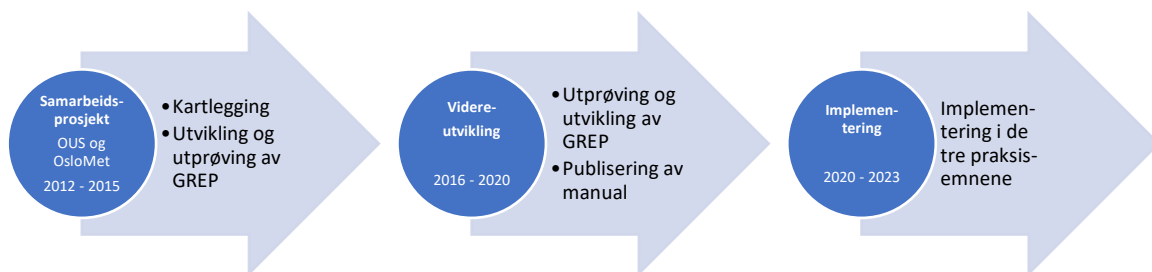 Samarbeids-
prosjekt
OUS og
OsloMet
2012 - 2015
•Kartlegging
•Utvikling og
utprøving av
GREP
Videre-
utvikling
2016 - 2020
•Utprøving og
utvikling av
GREP
•Publisering av
manual
Implemen-
tering
2020 - 2023
Implemen-
tering i de
tre praksis-
emnene